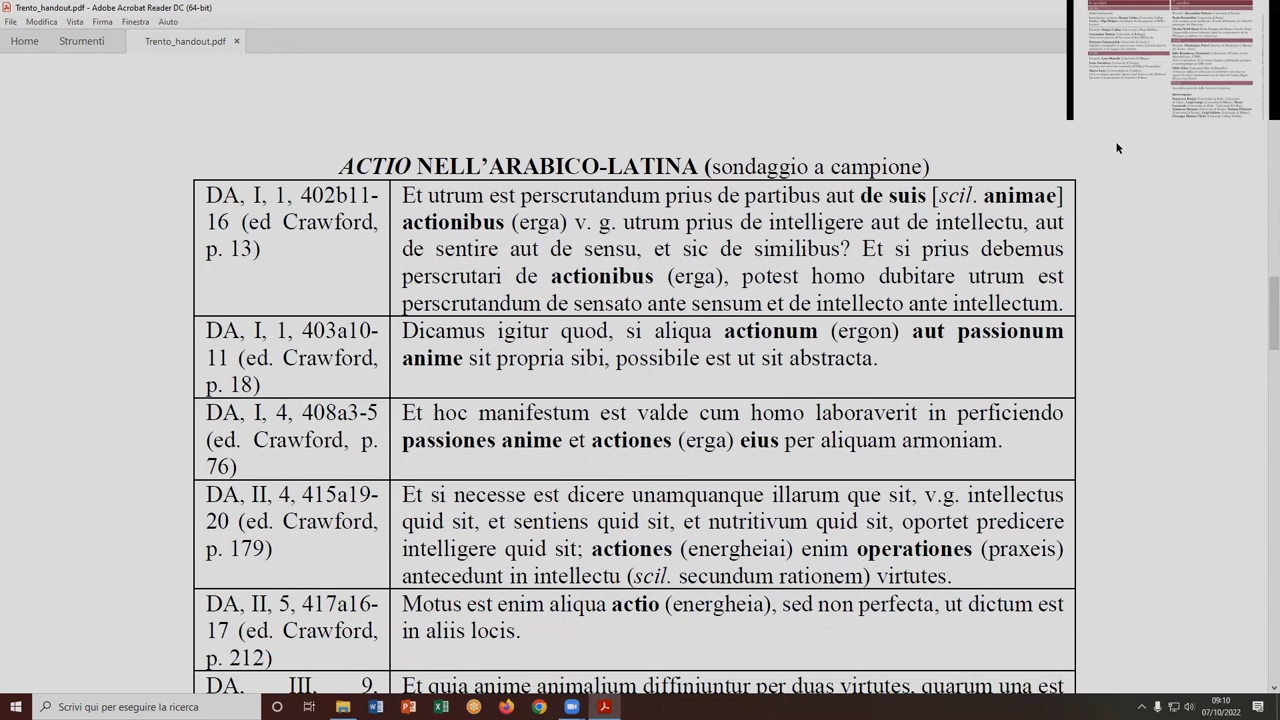 Trento_handout.pdf - Adobe Acrobat Reader DC (64-bit)
File Modifica Vista Firma Finestra Aiuto
Home Strumenti Trento_handout.pdf
6 ottobre
7 ottobre
ACTIO NELL'ARABICO-LATINA (sondaggio a campione)
DA, I, 1, 402b11-
16 (ed Crawford,
p. 13)
Et utrum est perscrutandum prius de partibus aut de suis [scil. animae]
actionibus (erga) v. g. utrum prius de intelligere aut de intellectu, aut
de sentire aut de sensu, et sic de similibus? Et si prius debemus
perscrutari de actionibus (erga), potest homo dubitare utrum est
perscrutandum de sensato ante sensum et de intellecto ante intellectum.
DA, I, 1, 403a10-
11 (ed. Crawford,
p. 18)
Dicamus igitur quod, si aliqua actionum (ergon) aut passionum
anime sit propria sibi, possibile est ut sit abstracta.
DA, I, 4, 408a3-5
(ed. Crawford, p.
76)
Et hoc manifestum est valde cum homo laboraverit in perficiendo
passiones anime et actiones (erga) eius per aliquam armoniam.
DA, II, 4, 415a19-
20 (ed. Crawford,
p. 179)
Et si necesse est dicere unamquanque illarum que sit, v.g. intellectus
quid sit, et sentiens quid sit, et nutritivum quid sit, oportet predicere
intelligere quid sit; actiones (energheiai) enim operationes (praxeis)
antecedunt in intellectu (scil. secundum rationem) virtutes.
DA, II, 5, 417a16-
17 (ed. Crawford,
p. 212)
Motus est enim aliqua actio (energheia), sed non perfecta, ut dictum est
in aliis locis.
DA, III, 9,
Et quia anime animalium diffiniuntur per duas virtutes, quarum una est
Scrivi qui per eseguire la ricerca
09:10
07/10/2022